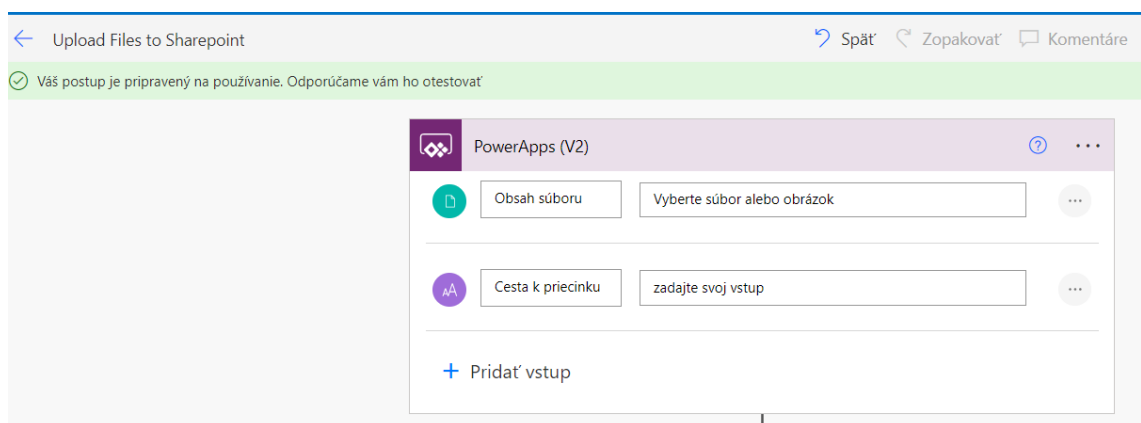 Upload Files to Sharepoint
Späť
Zopakovať
Komentáre
Váš postup je pripravený na používanie. Odporúčame vám ho otestovať
PowerApps (V2)
Obsah súboru
Vyberte súbor alebo obrázok
AA
Cesta k priecinku
zadajte svoj vstup
+ Pridať vstup